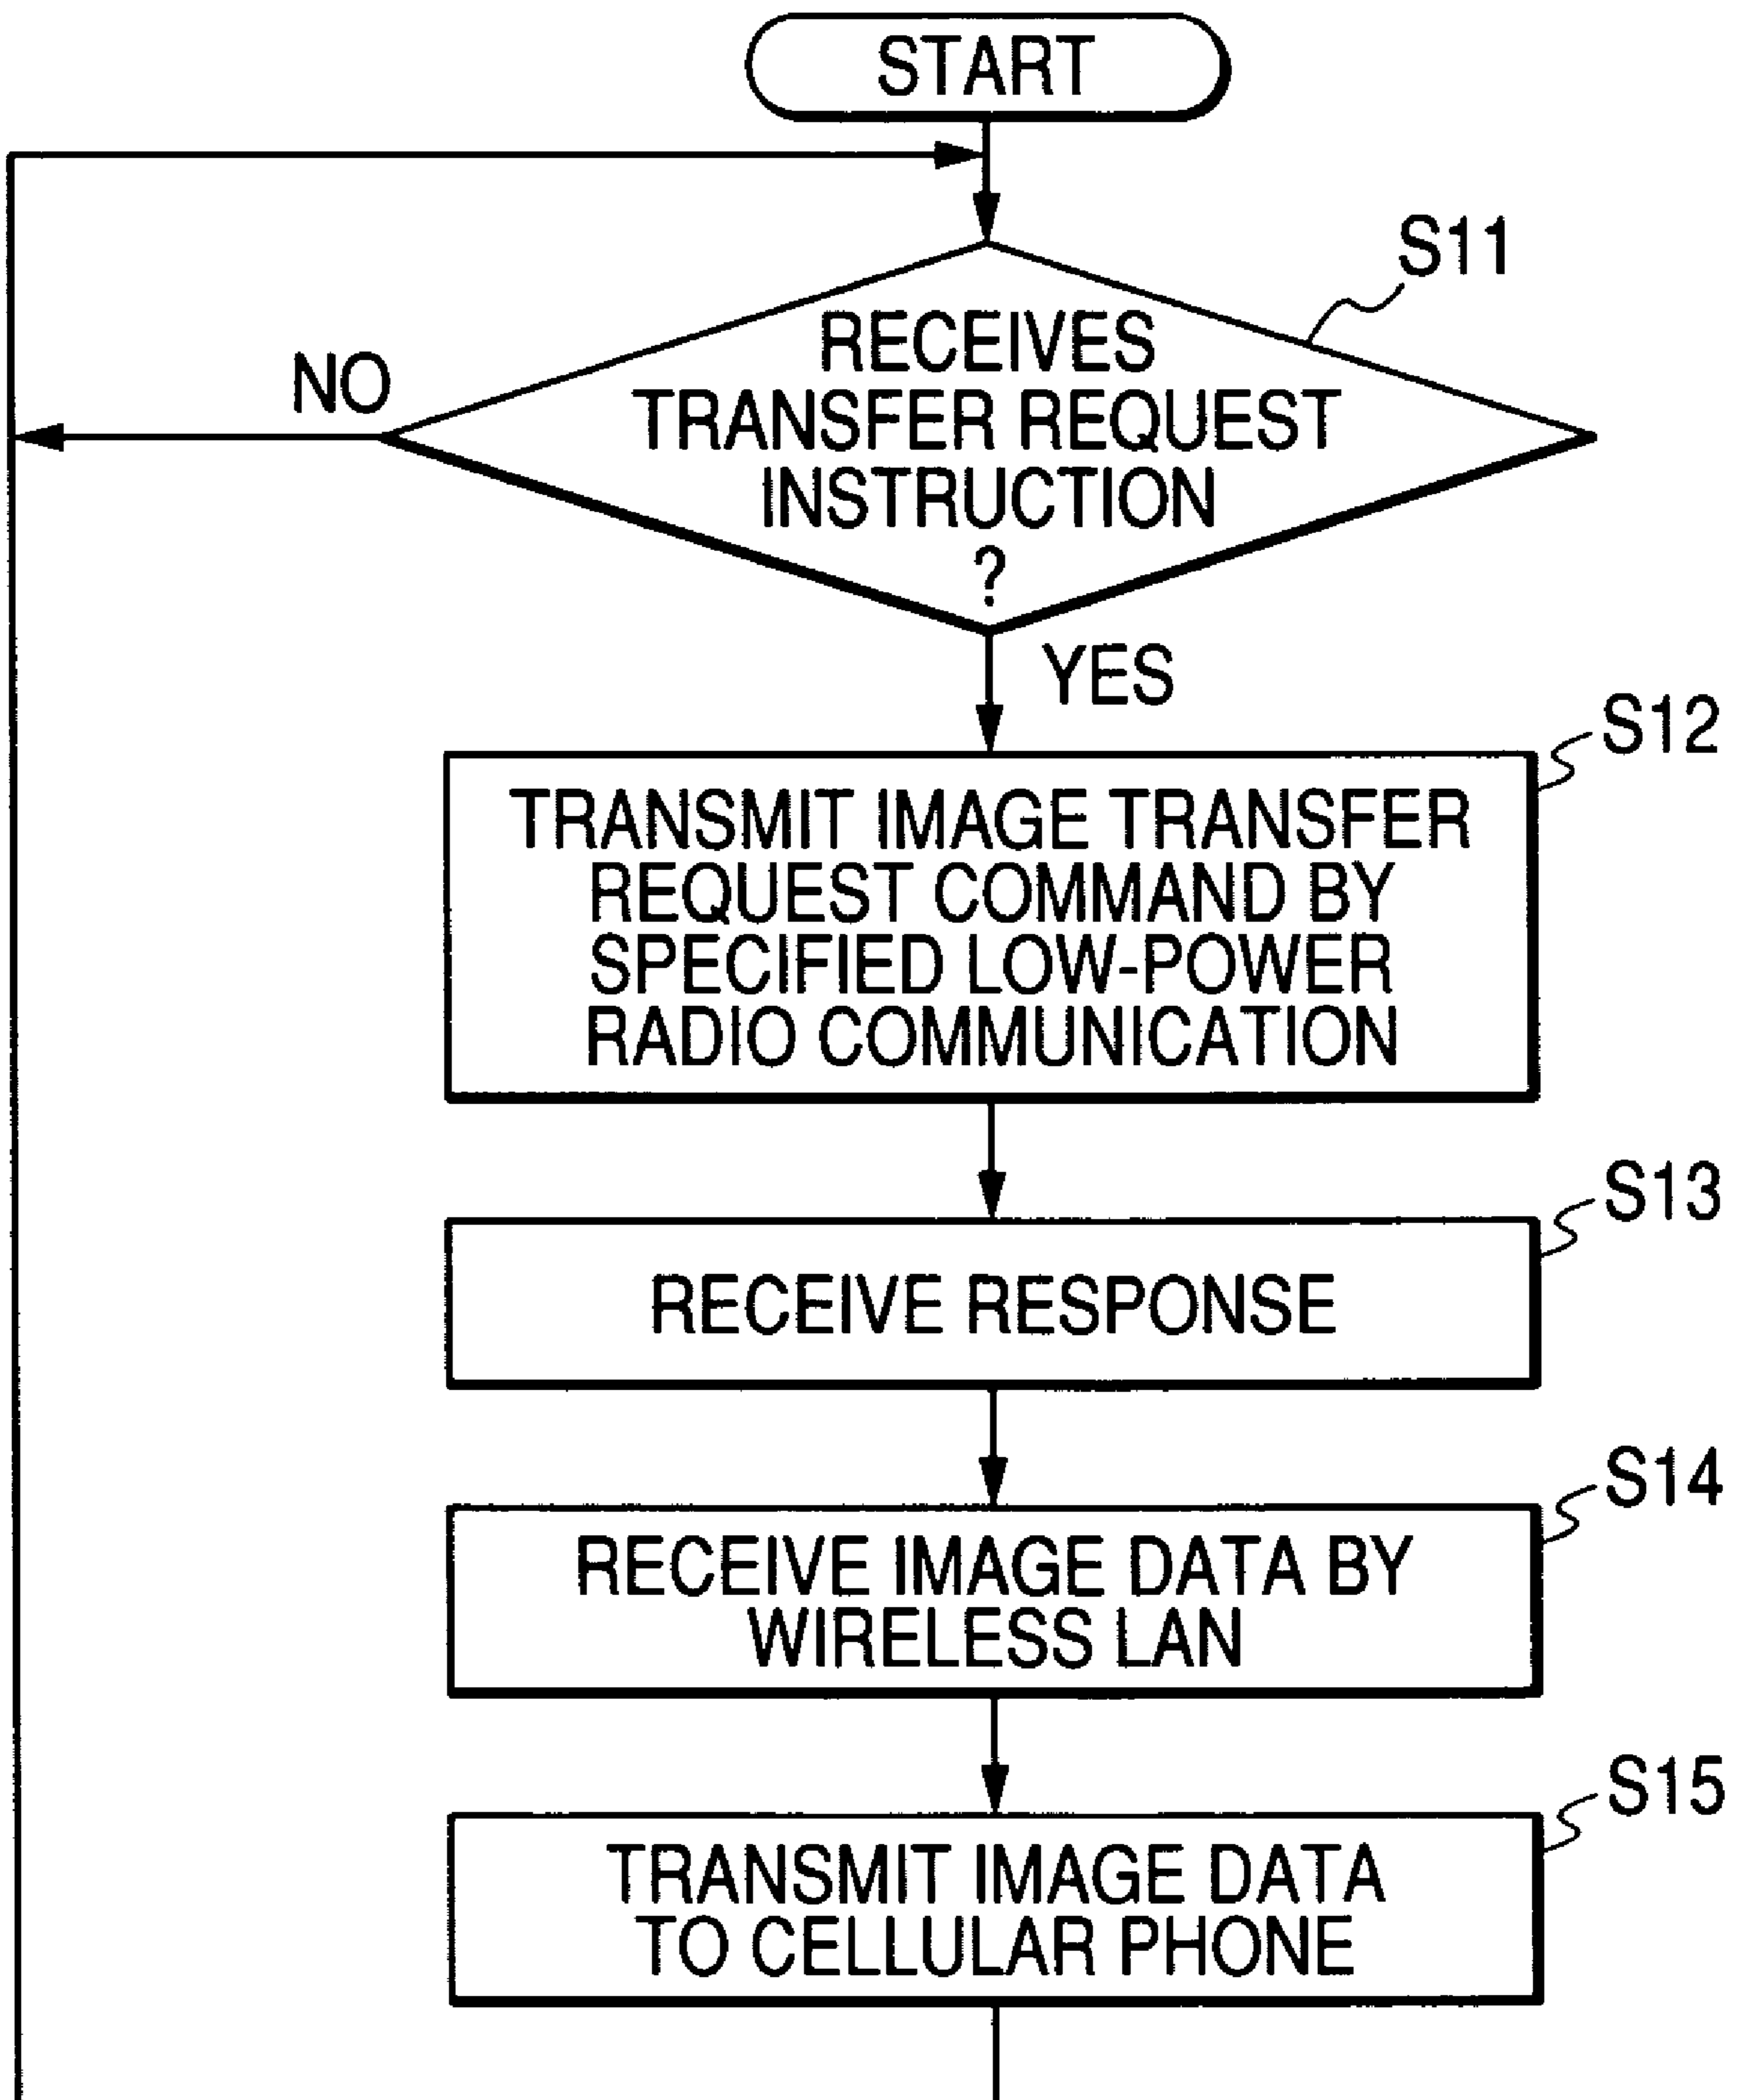 START
S11
RECEIVES
TRANSFER REQUEST
INSTRUCTION
?
NO
YES
S12
TRANSMIT IMAGE TRANSFER
REQUEST COMMAND BY
SPECIFIED LOW-POWER
RADIO COMMUNICATION
S13
RECEIVE RESPONSE
S14
RECEIVE IMAGE DATA BY
WIRELESS LAN
S15
TRANSMIT IMAGE DATA
TO CELLULAR PHONE